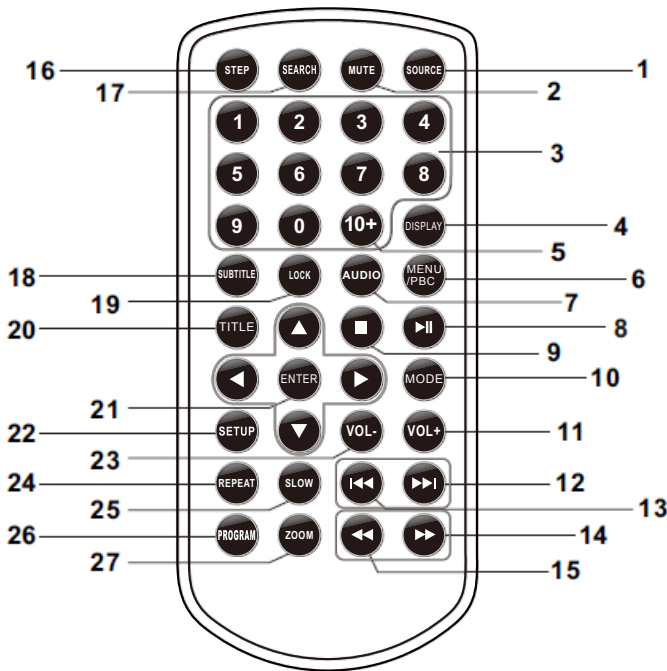 16 STEP SEARCH MUTE SOURCE 1
17 2
1 2 3 4
3
5 6 7 8
9 0 10+ DISPLAY 4
5
18 SUBTITLE LOCK AUDIO MENU /PBC 6
19 7
20 TITLE 8
9
ENTER MODE 10
21
22 SETUP VOL- VOL+ 11
23
24 REPEAT SLOW 12
25 13
26 PROGRAM ZOOM 14
27 15